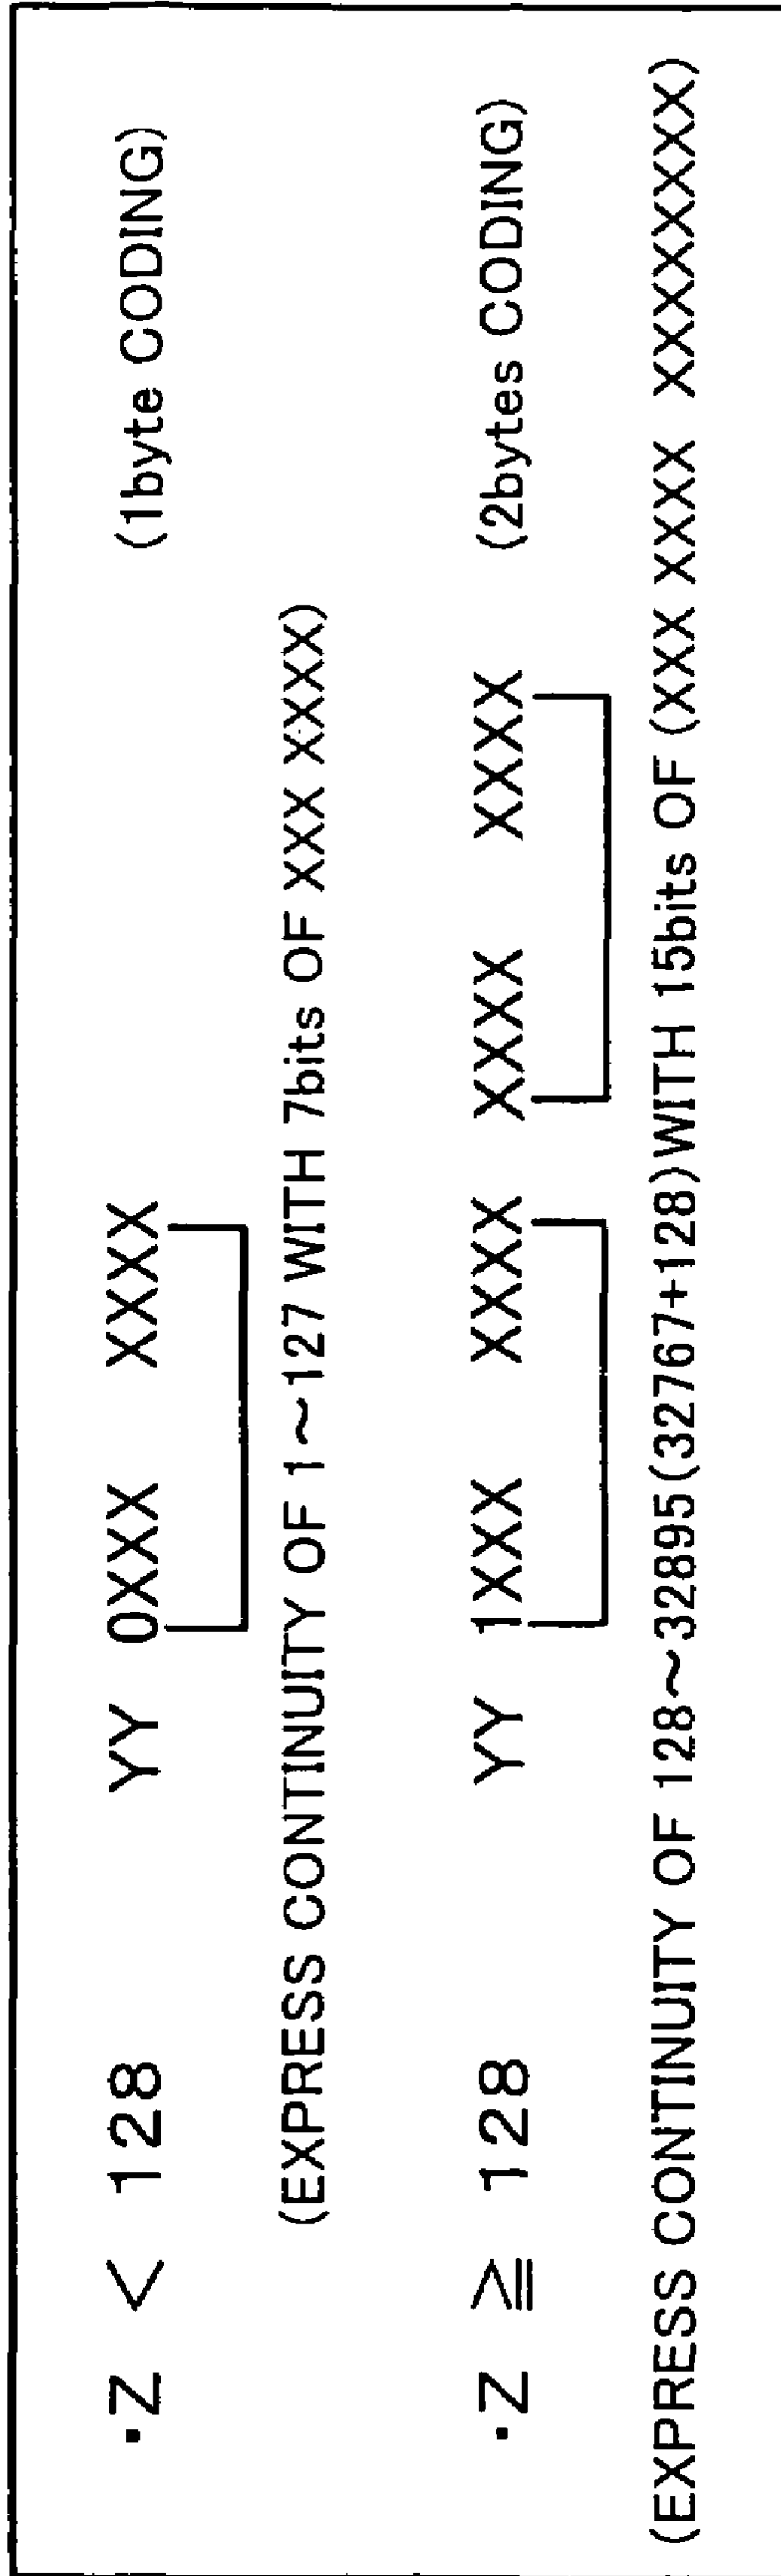 ·Z < 128 YY 0XXX XXXX (1byte CODING)
(EXPRESS CONTINUITY OF 1~127 WITH 7bits OF XXX XXXX)
·Z ≧ 128 YY 1XXX XXXX XXXX XXXX (2bytes CODING)
(EXPRESS CONTINUITY OF 128~32895(32767+128)WITH 15bits OF (XXX XXXX XXXXXXXX)